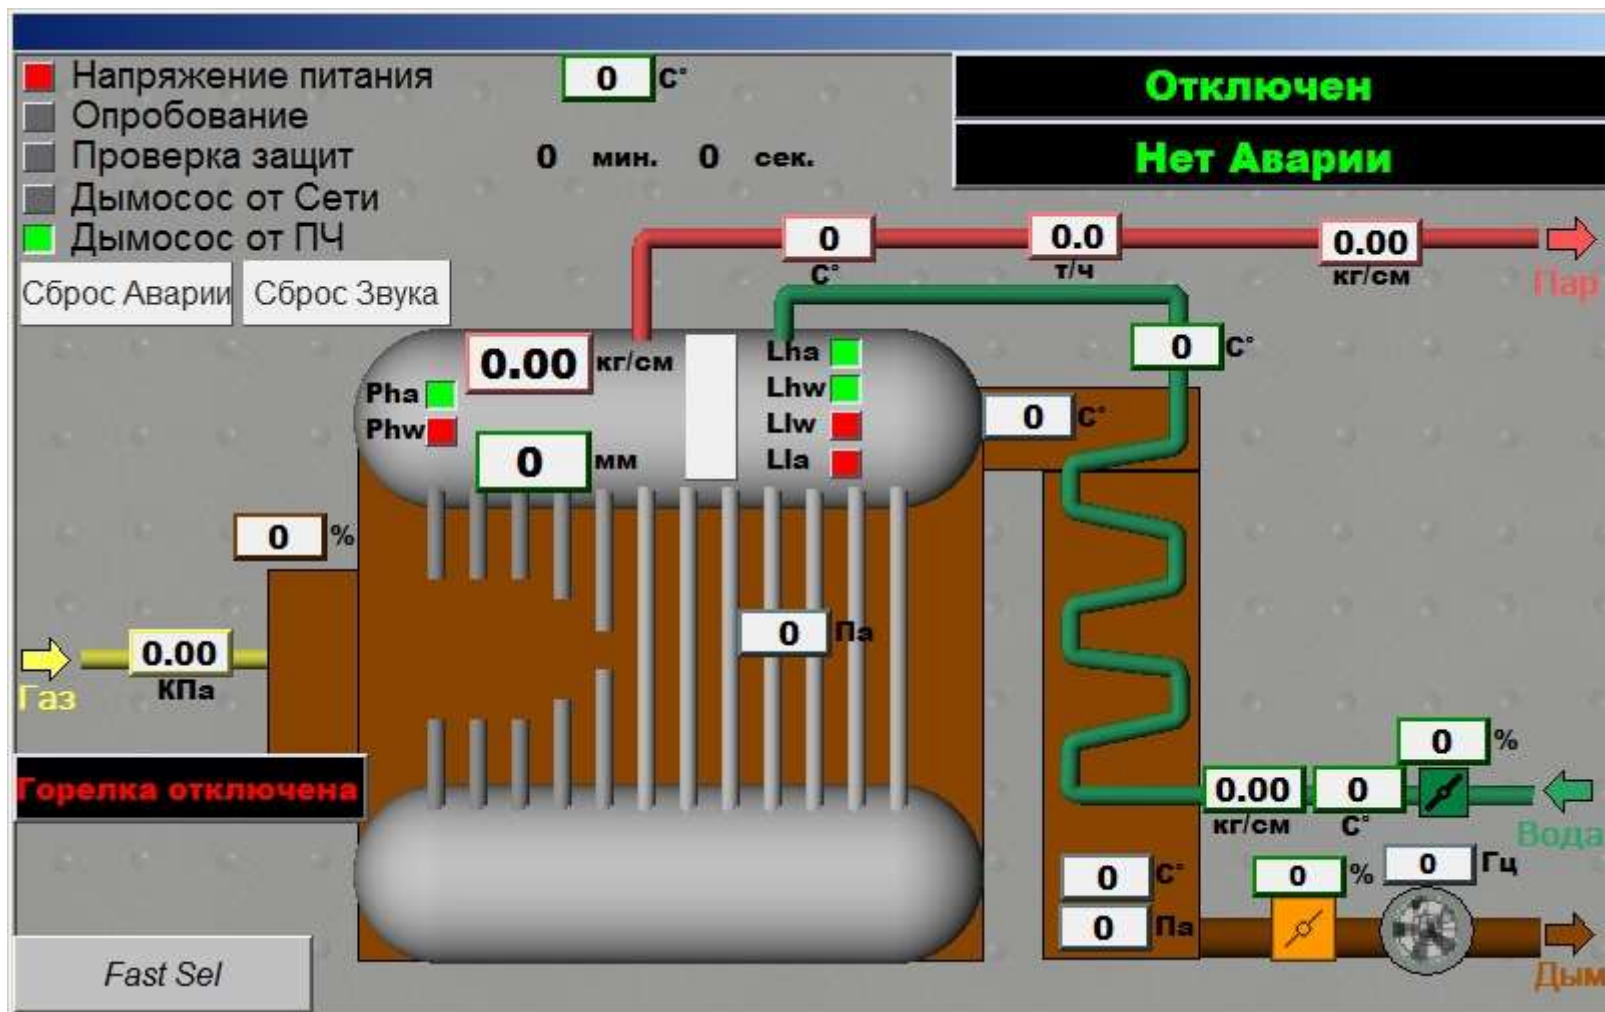 Напряжение питания
0 C°
Отключен
Опробование
Проверка защит
0 мин. 0 сек.
Нет Аварии
Дымосос от Сети
Дымосос от ПЧ
0
C°
0.0
т/ч
0.00
кг/см
Пар
Сброс Аварии
Сброс Звука
0.00 кг/см
Pha
Phw
0 мм
Lha
Lhw
Llw
Lla
0 C°
0 C°
0 %
0 Па
0.00
КПа
Газ
Горелка отключена
0 %
0.00
кг/см
0
C°
Вода
0 C°
0 Па
0 %
0 Гц
Дым
Fast Sel